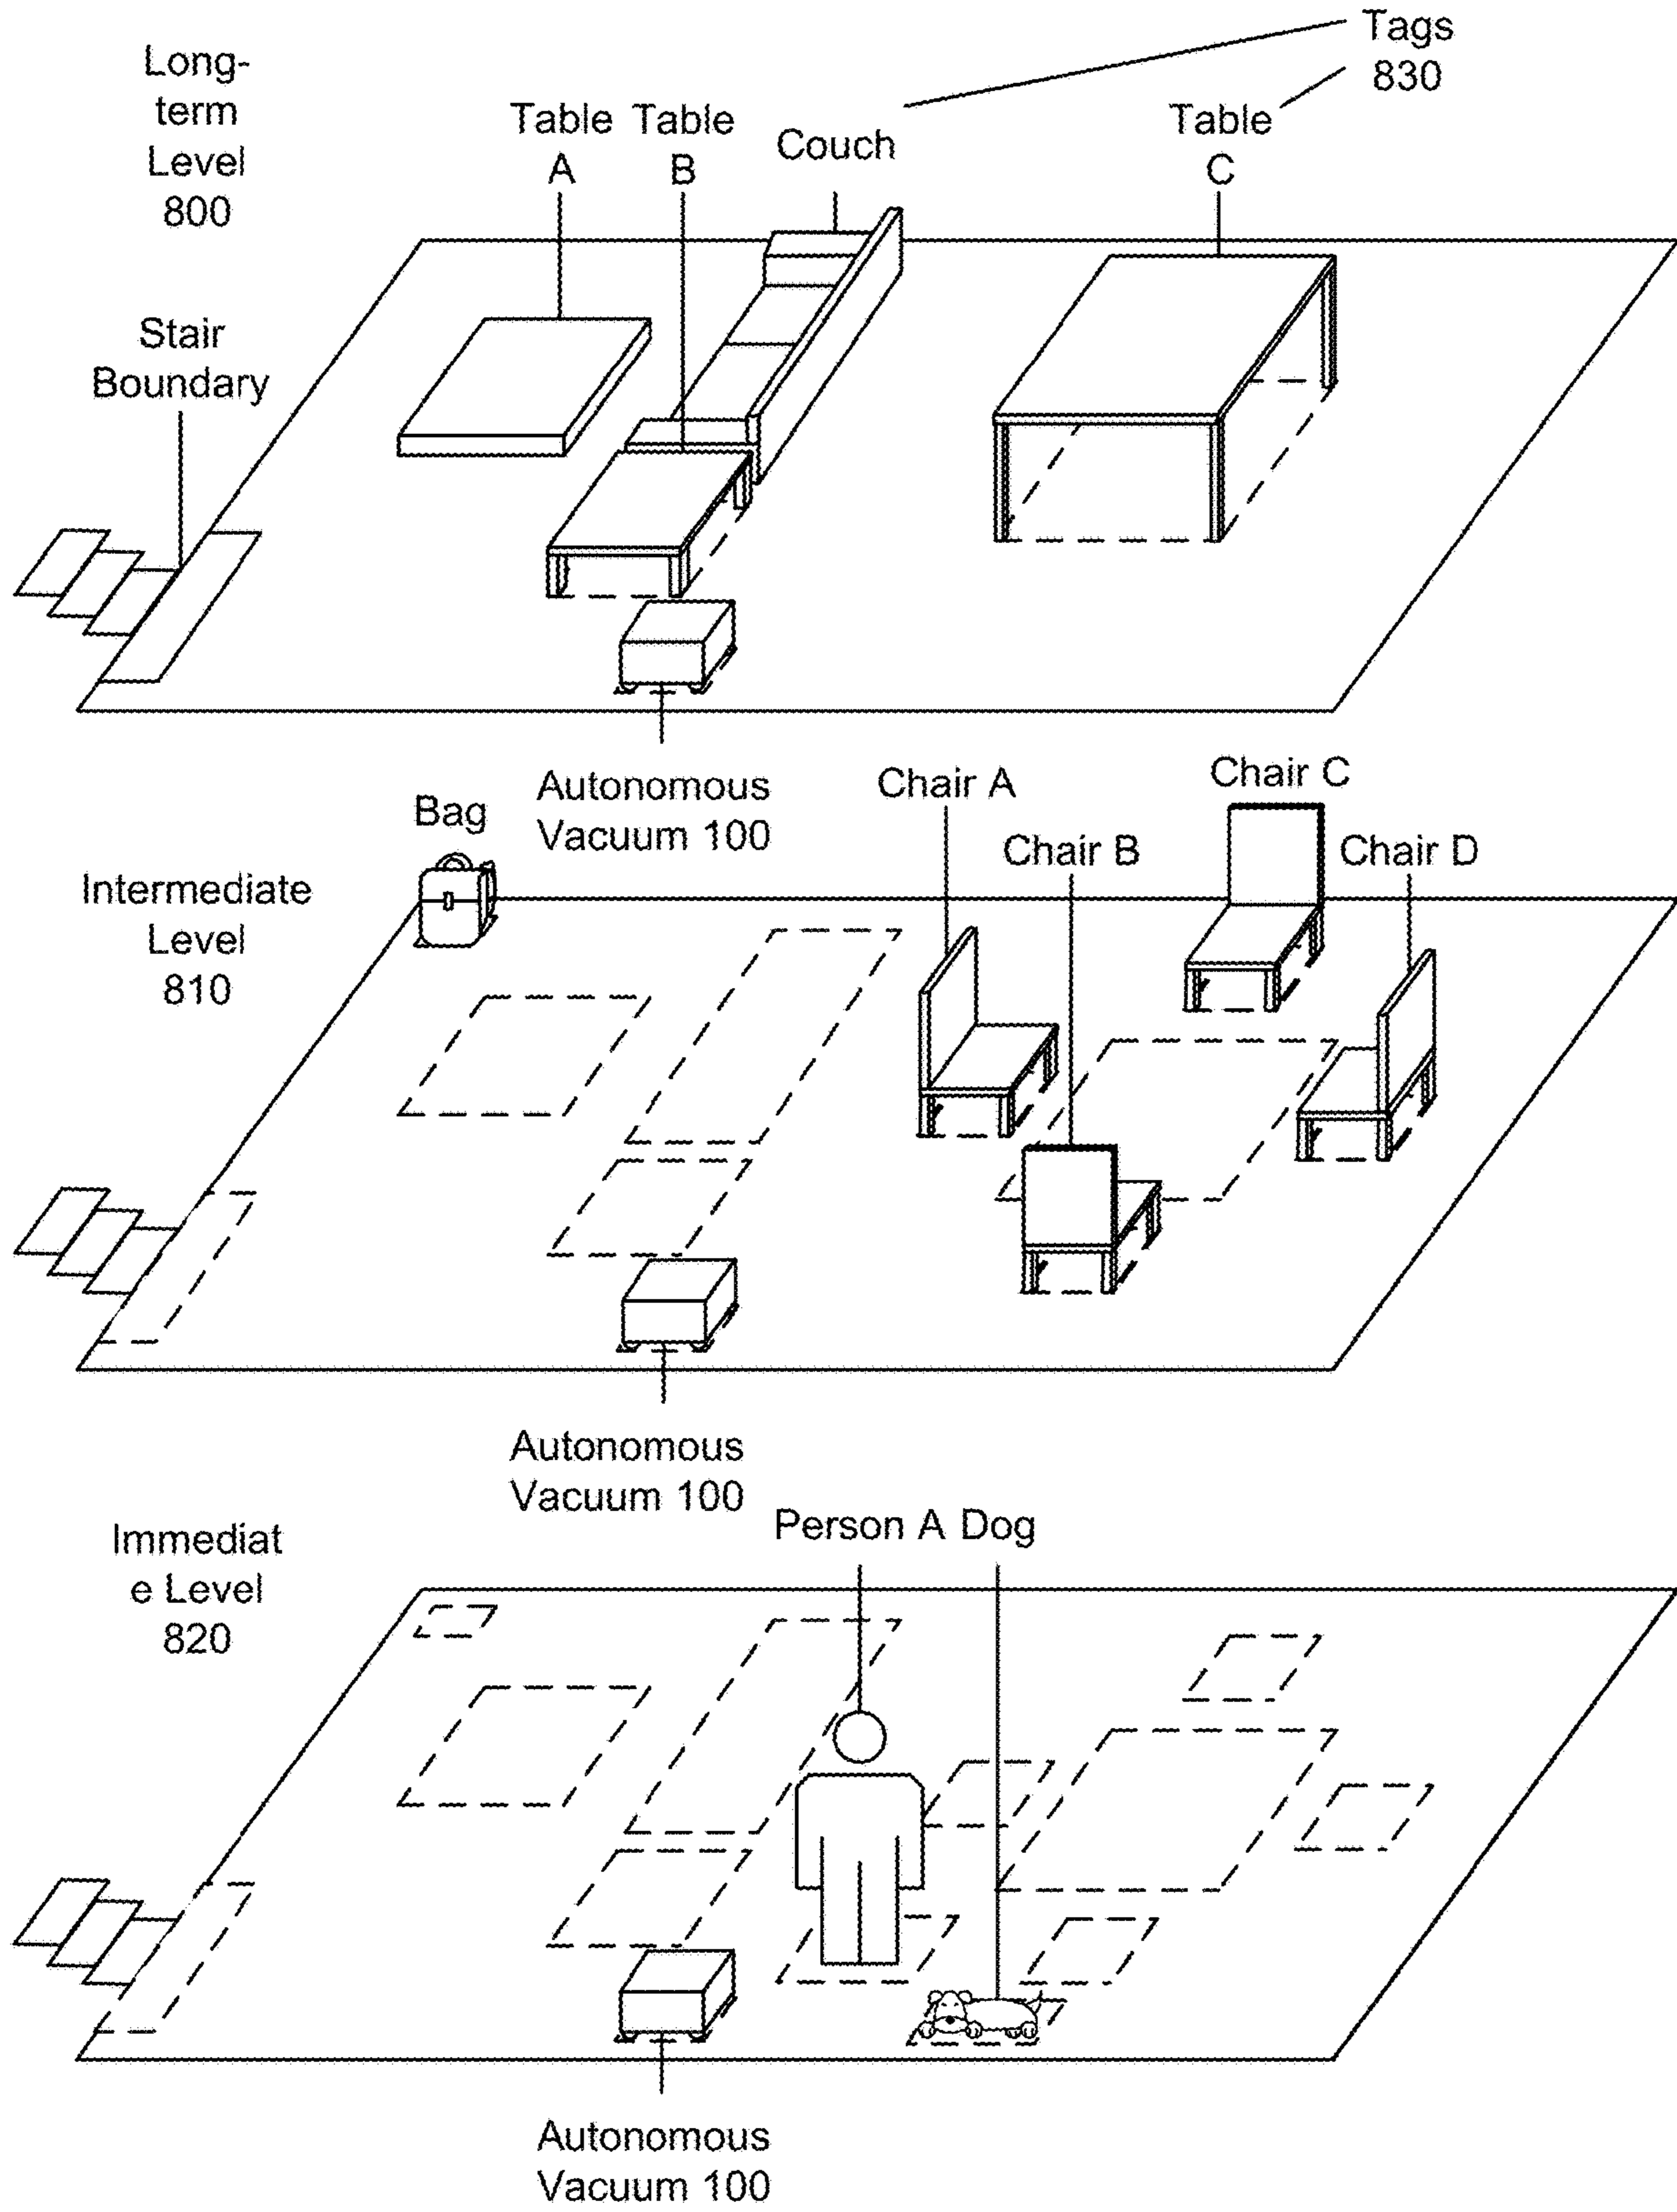 Tags
830
Long-
term
Level
800
Table A
Table B
Couch
Table
C
Stair
Boundary
Autonomous
Vacuum 100
Chair A
Chair C
Bag
Chair B
Chair D
Intermediate
Level
810
Autonomous
Vacuum 100
Person A Dog
Immediat
e Level
820
Autonomous
Vacuum 100